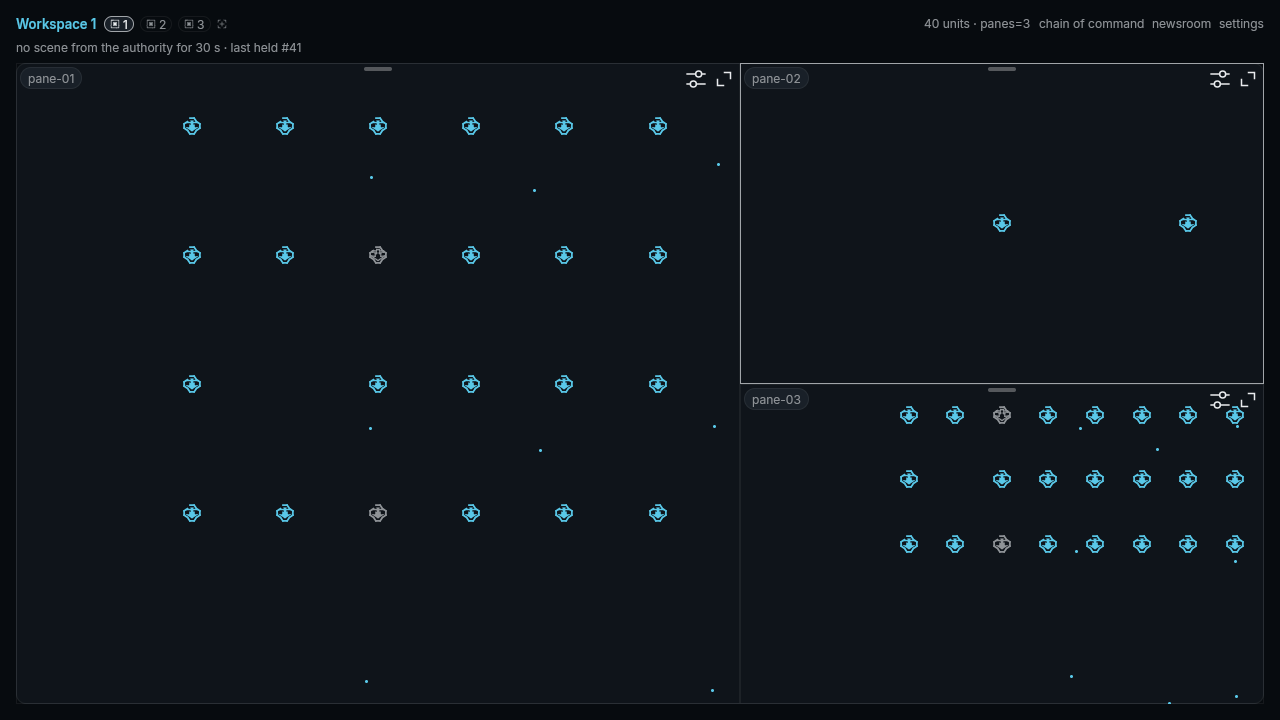 Workspace 1 1 2 3 40 units · panes=3 chain of command newsroom settings
no scene from the authority for 30 s · last held #41
pane-01
pane-02
pane-03